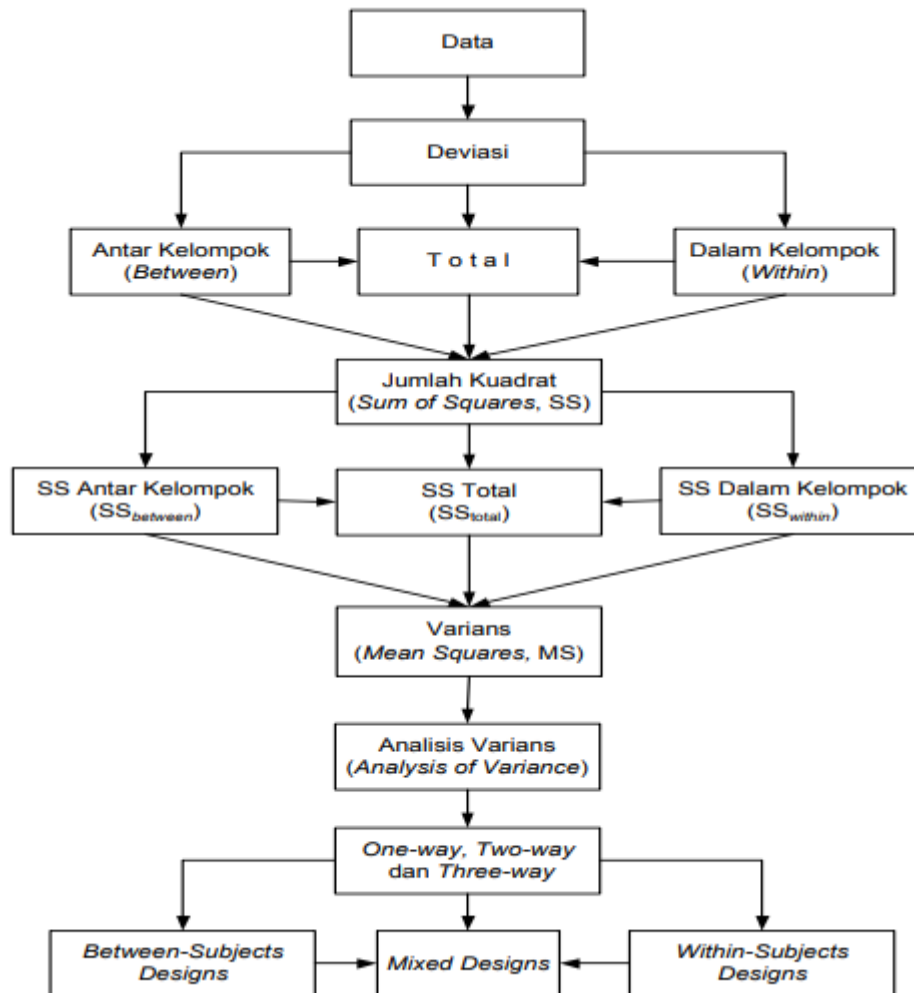 Data
Deviasi
Antar Kelompok
(Between)
T o t a l
Dalam Kelompok
(Within)
Jumlah Kuadrat
(Sum of Squares, SS)
SS Antar Kelompok
(SSbetween)
SS Total
(SStotal)
SS Dalam Kelompok
(SSwithin)
Varians
(Mean Squares, MS)
Analisis Varians
(Analysis of Variance)
One-way, Two-way
dan Three-way
Between-Subjects
Designs
Mixed Designs
Within-Subjects
Designs